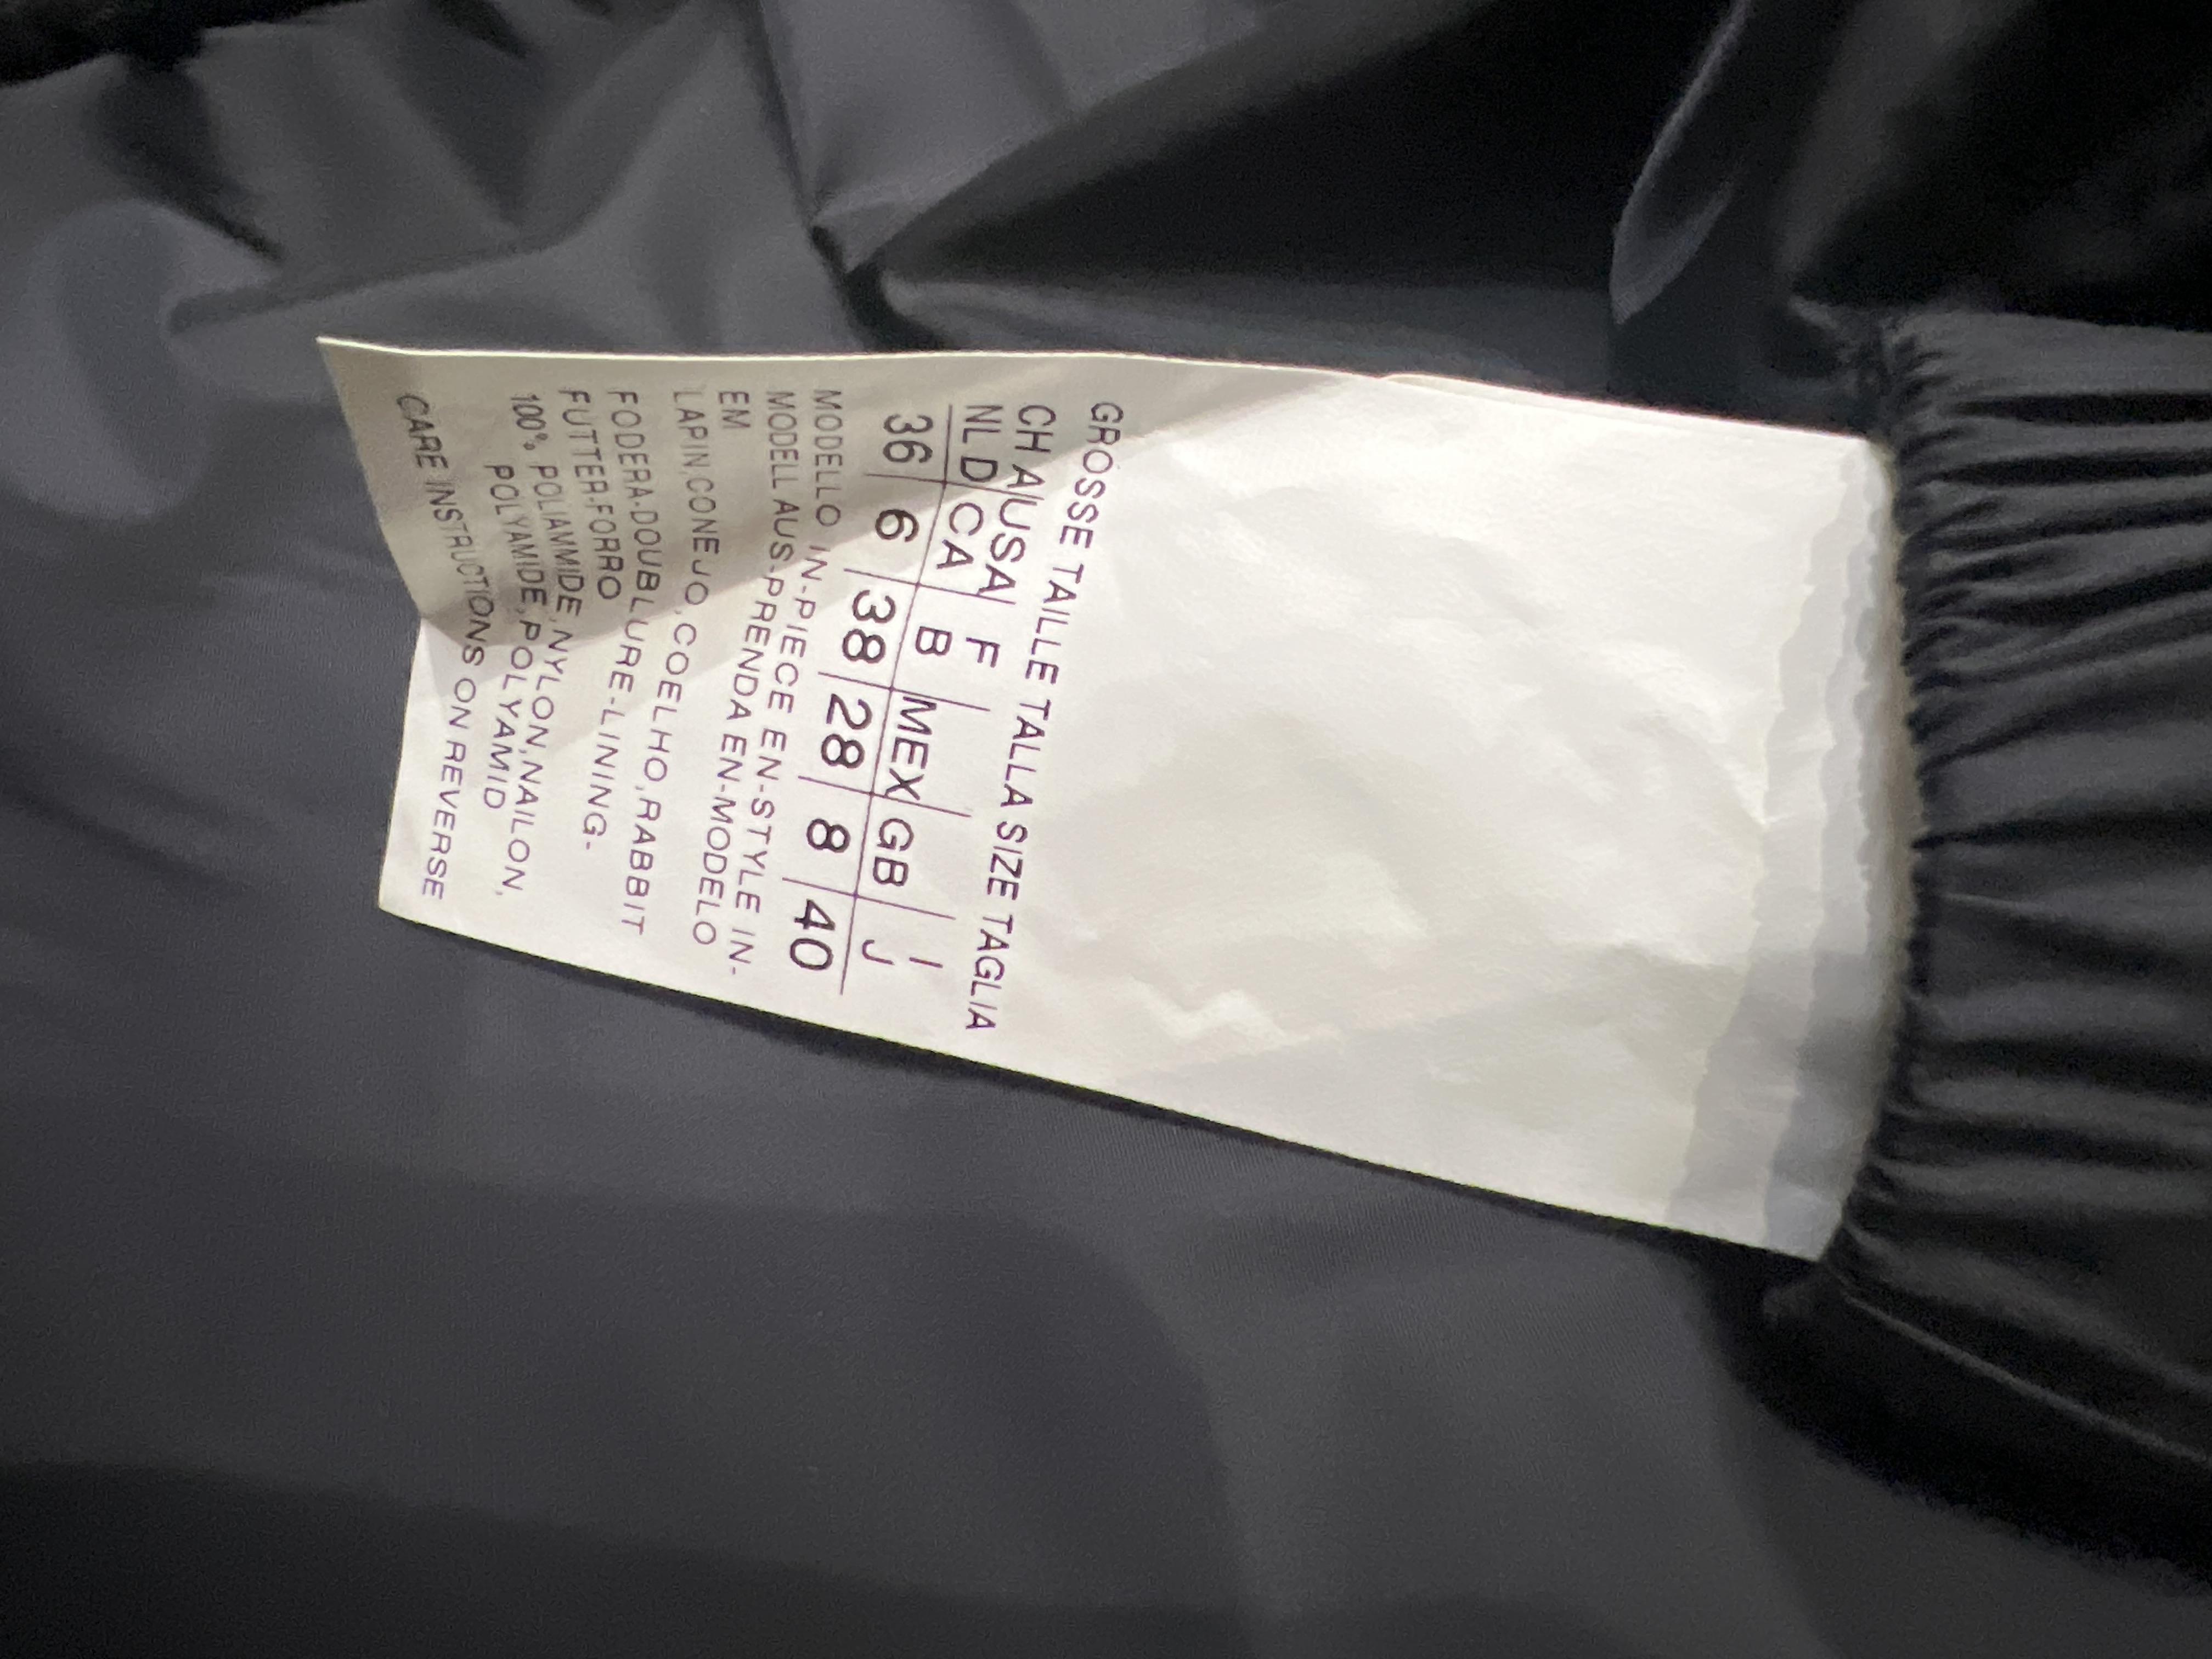 GROSSE TAILLE TALLA SIZE TAGLIA
CH A USA F I
NL D CA B MEX GB J
36 6 38 28 8 40
MODELLO IN-PIECE EN-STYLE IN-
MODELL AUS-PRENDA EN-MODELO
EM
LAPIN,CONEJO,COELHO,RABBIT
FODERA-DOUBLURE-LINING-
FUTTER-FORRO
100% POLIAMMIDE,NYLON,NAILON,
POLYAMIDE,POLYAMID
CARE INSTRUCTIONS ON REVERSE